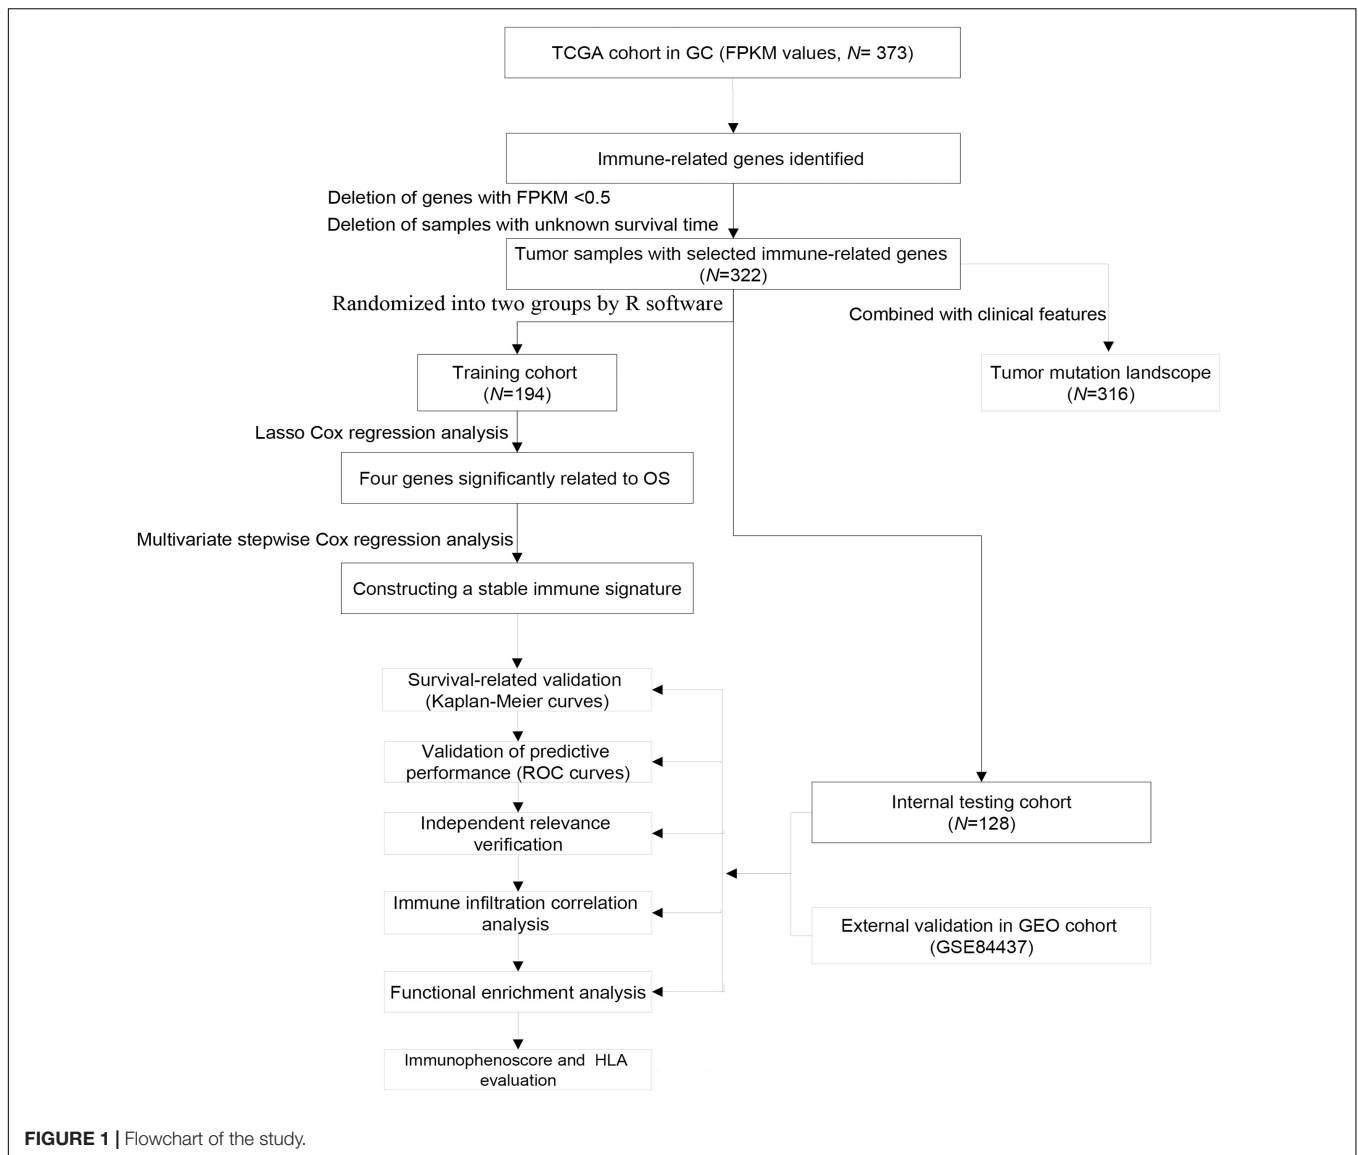 TCGA cohort in GC (FPKM values, N= 373)
Immune-related genes identified
Deletion of genes with FPKM <0.5
Deletion of samples with unknown survival time
Tumor samples with selected immune-related genes
(N=322)
Randomized into two groups by R software
Combined with clinical features
Training cohort
(N=194)
Tumor mutation landscope
(N=316)
Lasso Cox regression analysis
Four genes significantly related to OS
Multivariate stepwise Cox regression analysis
Constructing a stable immune signature
Survival-related validation
(Kaplan-Meier curves)
Validation of predictive
performance (ROC curves)
Internal testing cohort
(N=128)
Independent relevance
verification
Immune infiltration correlation
analysis
External validation in GEO cohort
(GSE84437)
Functional enrichment analysis
Immunophenoscore and HLA
evaluation
FIGURE 1 | Flowchart of the study.